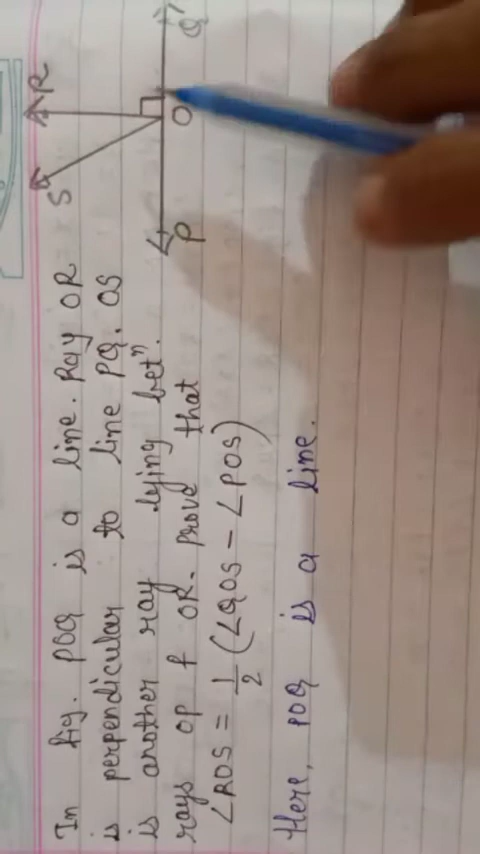 In fig. POQ is a line. Ray OR
is perpendicular to line PQ. OS
is another ray lying betn.
rays OP & OR. Prove that
∠ROS = 1/2 (∠QOS - ∠POS)
Here, POQ is a line.
S
R
P
O
Q